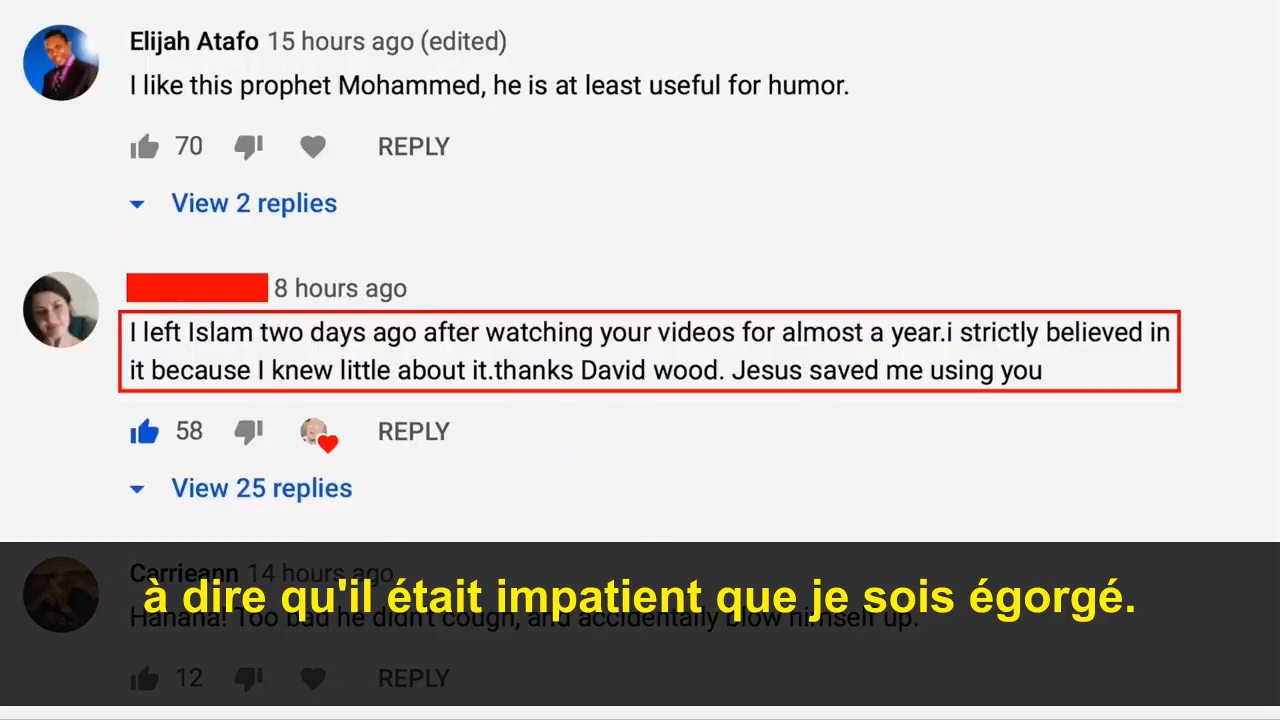 Elijah Atafo 15 hours ago (edited)
I like this prophet Mohammed, he is at least useful for humor.
70 REPLY
View 2 replies
8 hours ago
I left Islam two days ago after watching your videos for almost a year.i strictly believed in
it because I knew little about it.thanks David wood. Jesus saved me using you
58 REPLY
View 25 replies
Carrieann 14 hours ago
à dire qu'il était impatient que je sois égorgé.
Hahaha! Too bad he didn't cough, and accidentally blow himself up.
12 REPLY